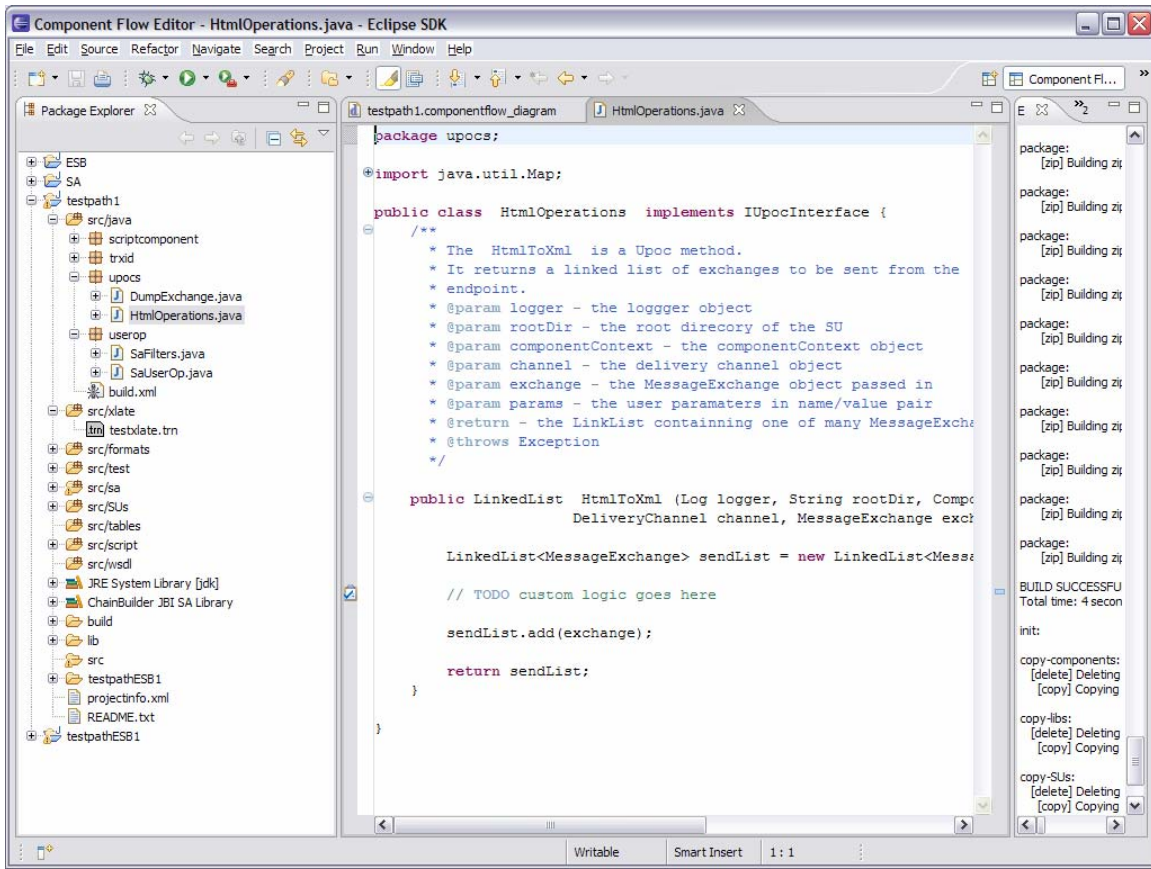 Component Flow Editor - HtmlOperations.java - Eclipse SDK
File Edit Source Refactor Navigate Search Project Run Window Help
Component Fl... »
Package Explorer
ESB
SA
testpath1
src/java
scriptcomponent
trxid
upocs
DumpExchange.java
HtmlOperations.java
userop
SaFilters.java
SaUserOp.java
build.xml
src/xlate
testxlate.trn
src/formats
src/test
src/sa
src/SUs
src/tables
src/script
src/wsdl
JRE System Library [jdk]
ChainBuilder JBI SA Library
build
lib
src
testpathESB1
projectinfo.xml
README.txt
testpathESB1
testpath1.componentflow_diagram HtmlOperations.java
package upocs;
import java.util.Map;
public class HtmlOperations implements IUpocInterface {
/**
* The HtmlToXml is a Upoc method.
* It returns a linked list of exchanges to be sent from the
* endpoint.
* @param logger - the loggger object
* @param rootDir - the root direcory of the SU
* @param componentContext - the componentContext object
* @param channel - the delivery channel object
* @param exchange - the MessageExchange object passed in
* @param params - the user paramaters in name/value pair
* @return - the LinkList containning one of many MessageExcha
* @throws Exception
*/
public LinkedList HtmlToXml (Log logger, String rootDir, Compo
DeliveryChannel channel, MessageExchange exch
LinkedList<MessageExchange> sendList = new LinkedList<Messa
// TODO custom logic goes here
sendList.add(exchange);
return sendList;
}
}
E »2
package:
[zip] Building zip
package:
[zip] Building zip
package:
[zip] Building zip
package:
[zip] Building zip
package:
[zip] Building zip
package:
[zip] Building zip
package:
[zip] Building zip
package:
[zip] Building zip
package:
[zip] Building zip
package:
[zip] Building zip
BUILD SUCCESSFU
Total time: 4 secon
init:
copy-components:
[delete] Deleting
[copy] Copying
copy-libs:
[delete] Deleting
[copy] Copying
copy-SUs:
[delete] Deleting
[copy] Copying
Writable Smart Insert 1 : 1